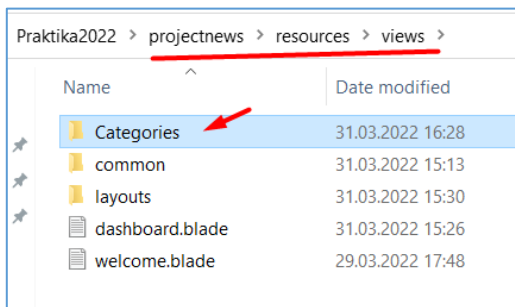 Praktika2022 > projectnews > resources > views >
Name Date modified
Categories 31.03.2022 16:28
common 31.03.2022 15:13
layouts 31.03.2022 15:30
dashboard.blade 31.03.2022 15:26
welcome.blade 29.03.2022 17:48